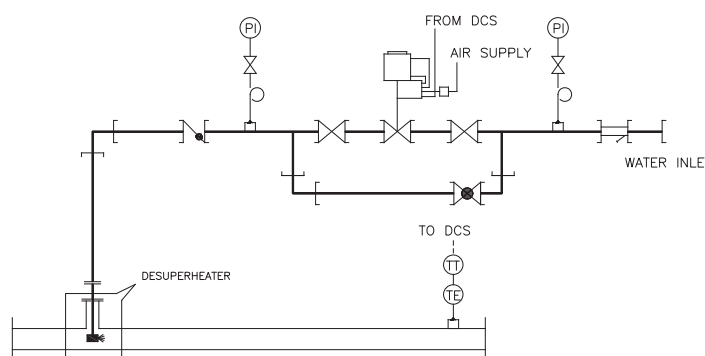 FROM DCS
PI
PI
AIR SUPPLY
WATER INLE
TO DCS
TT
TE
DESUPERHEATER